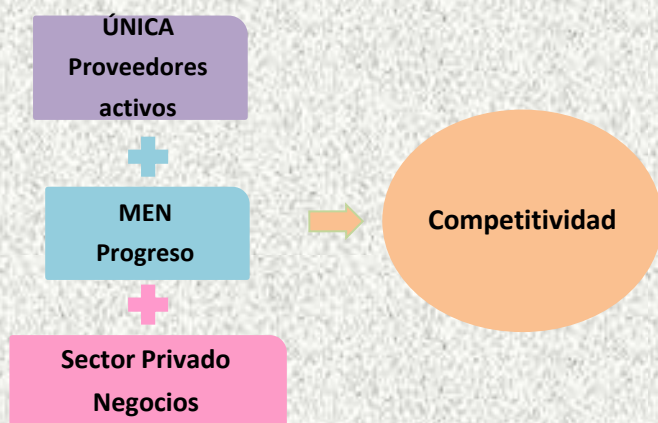 ÚNICA
Proveedores
activos
MEN
Progreso
Competitividad
Sector Privado
Negocios